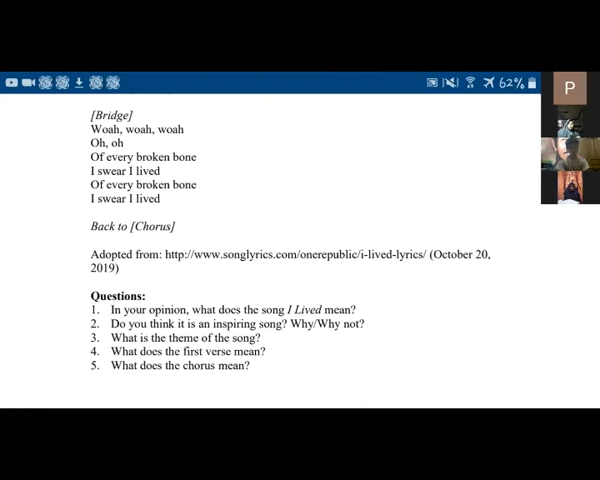 62%
P
[Bridge]
Woah, woah, woah
Oh, oh
Of every broken bone
I swear I lived
Of every broken bone
I swear I lived
Back to [Chorus]
Adopted from: http://www.songlyrics.com/onerepublic/i-lived-lyrics/ (October 20,
2019)
Questions:
1. In your opinion, what does the song I Lived mean?
2. Do you think it is an inspiring song? Why/Why not?
3. What is the theme of the song?
4. What does the first verse mean?
5. What does the chorus mean?